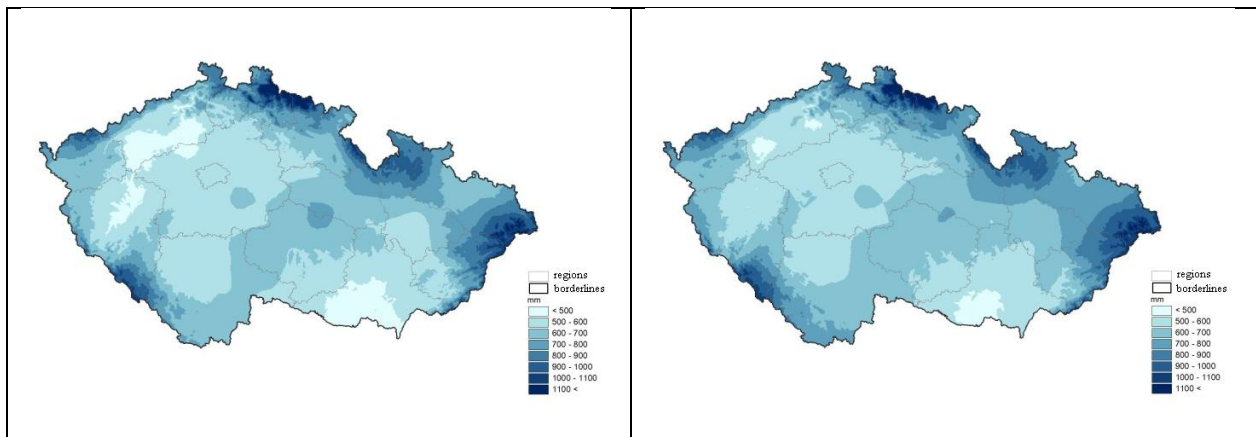 regions
borderlines
mm
< 500
500 - 600
600 - 700
700 - 800
800 - 900
900 - 1000
1000 - 1100
1100 <
regions
borderlines
mm
< 500
500 - 600
600 - 700
700 - 800
800 - 900
900 - 1000
1000 - 1100
1100 <